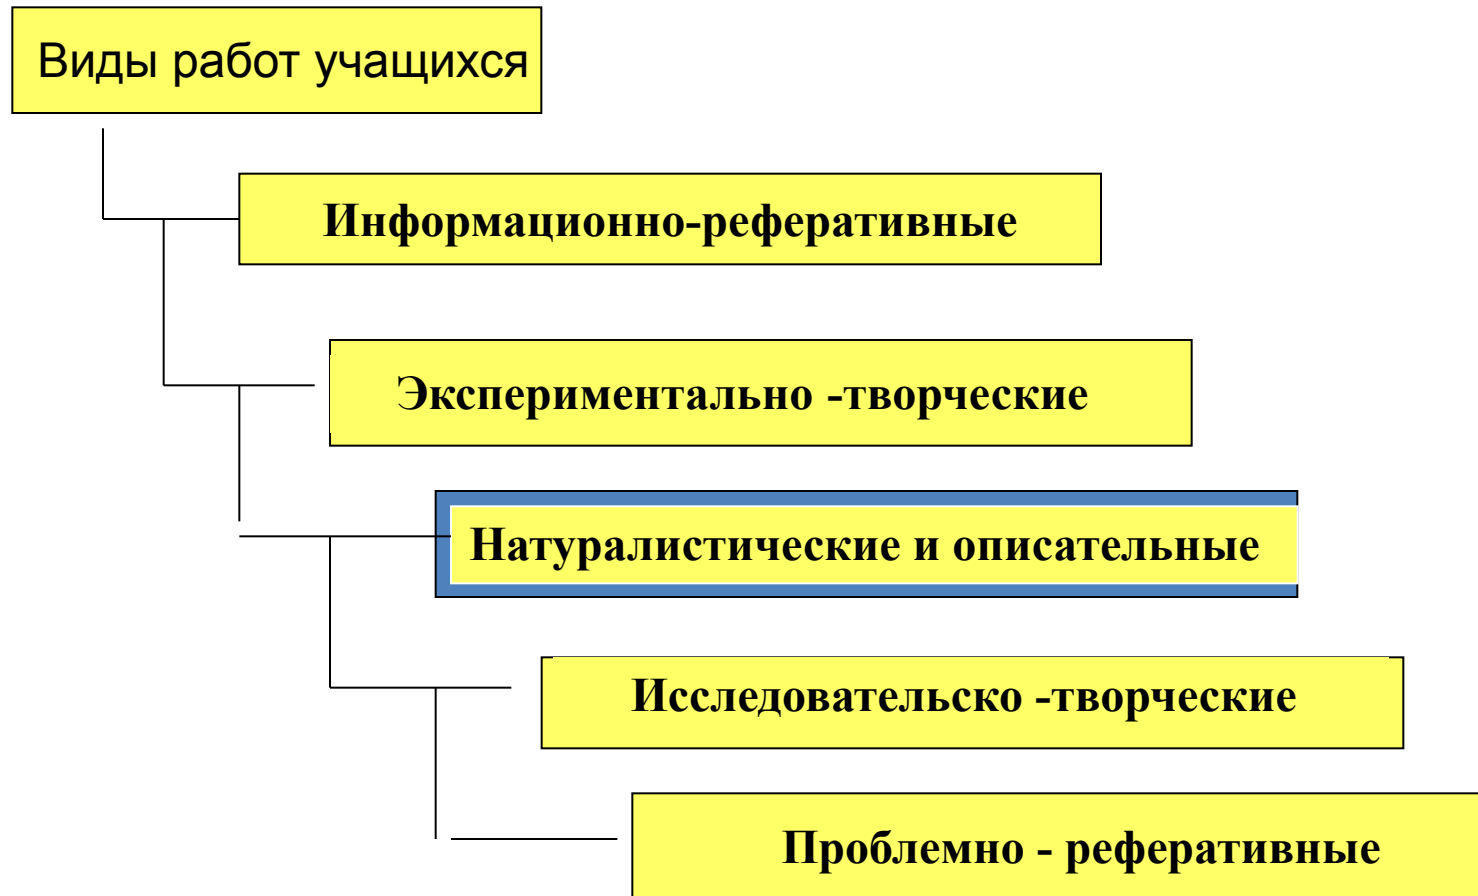 Виды работ учащихся
Информационно-реферативные
Экспериментально -творческие
Натуралистические и описательные
Исследовательско -творческие
Проблемно - реферативные